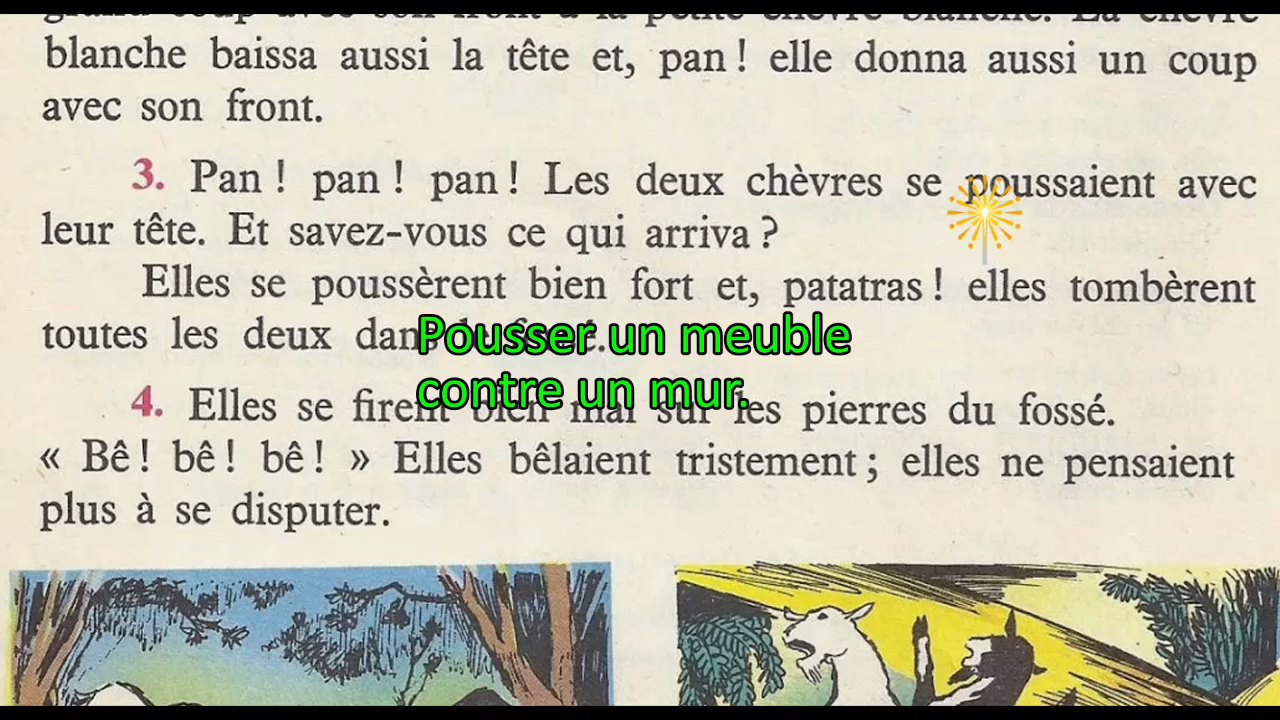 blanche baissa aussi la tête et, pan ! elle donna aussi un coup
avec son front.
3. Pan ! pan ! pan ! Les deux chèvres se poussaient avec
leur tête. Et savez-vous ce qui arriva ?
Elles se poussèrent bien fort et, patatras ! elles tombèrent
toutes les deux
Pousser un meuble
contre un mur.
4. Elles se firent bien mal sur les pierres du fossé.
« Bê ! bê ! bê ! » Elles bêlaient tristement ; elles ne pensaient
plus à se disputer.